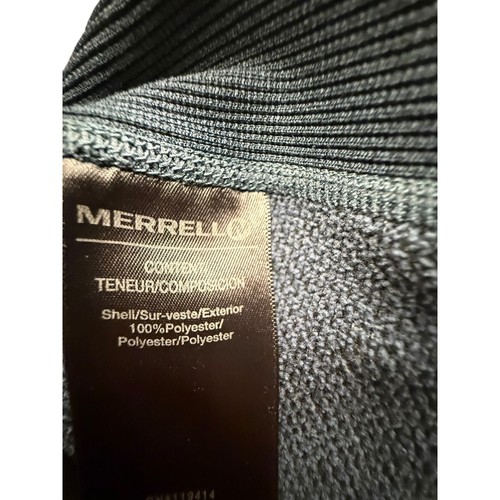 MERRELL
CONTENT
TENEUR/COMPOSICION
Shell/Sur-veste/Exterior
100%Polyester/
Polyester/Polyester